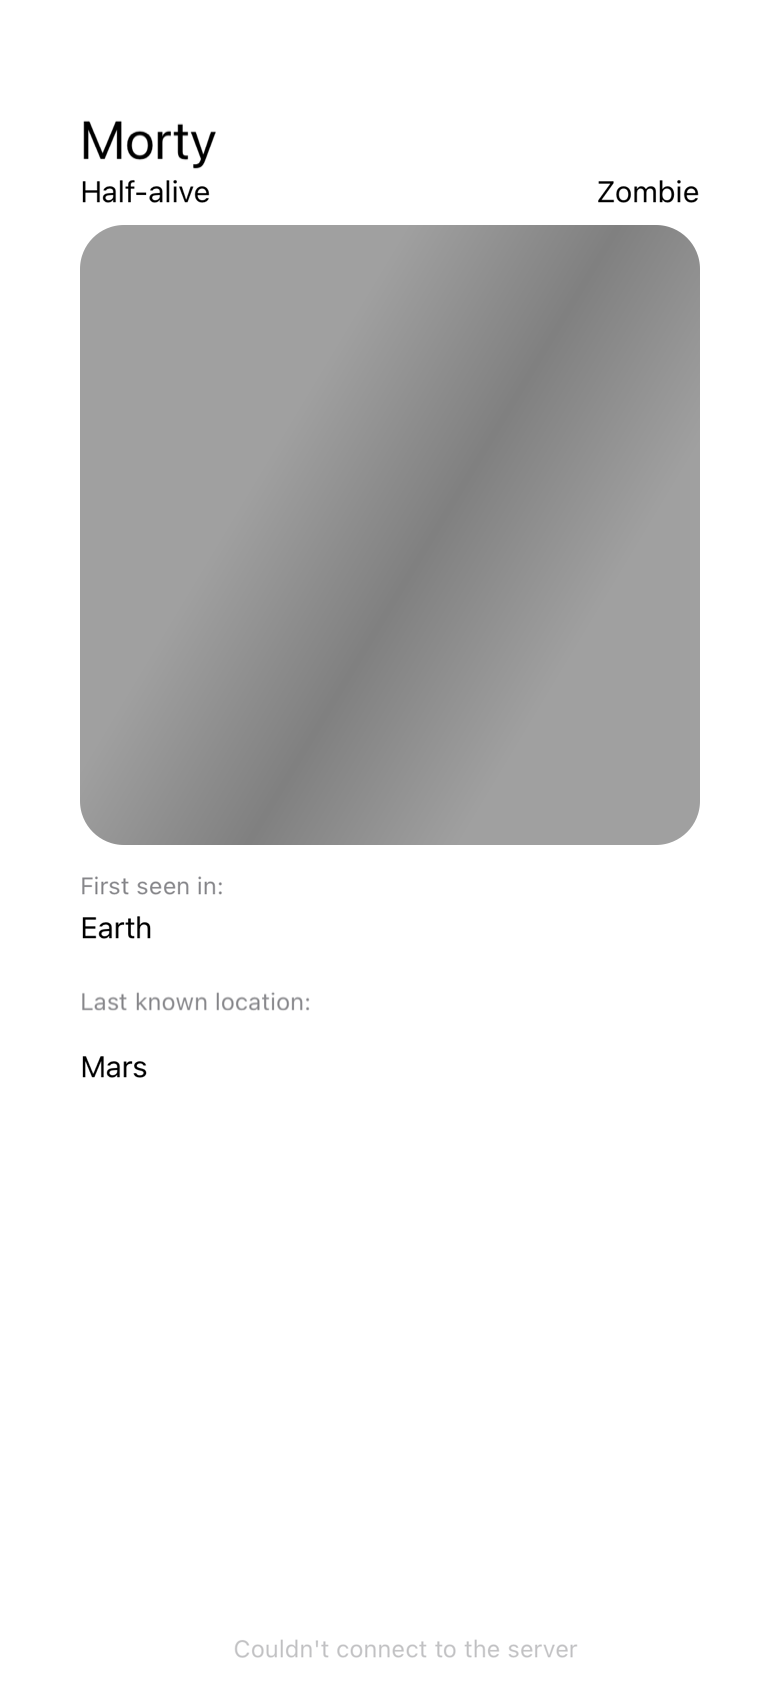 Morty
Half-alive Zombie
First seen in:
Earth
Last known location:
Mars
Couldn't connect to the server